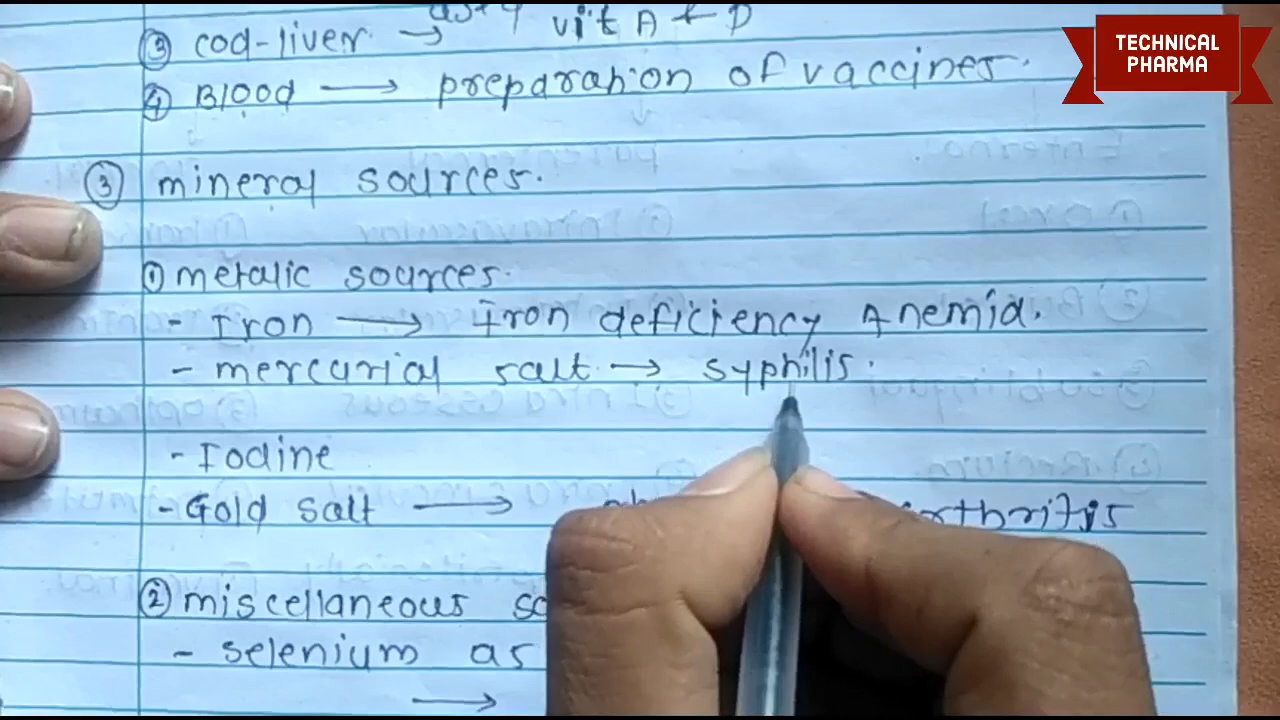 ③ cod-liver → vit A + D
④ Blood → preparation of vaccines.
③ mineral sources.
① metalic sources.
- Iron → Iron deficiency Anemia.
- mercurial salt → syphilis.
- Iodine
- Gold salt → arthritis
② miscellaneous
- selenium as
→
TECHNICAL
PHARMA